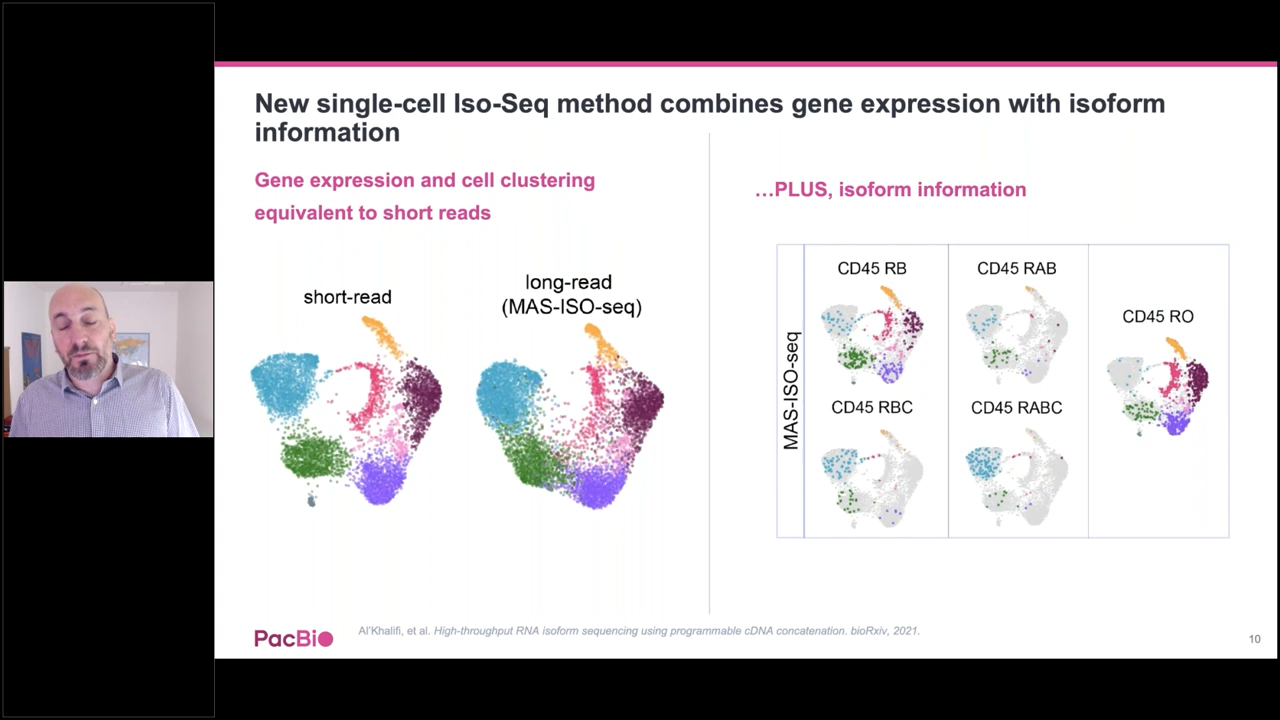 New single-cell Iso-Seq method combines gene expression with isoform
information
Gene expression and cell clustering
equivalent to short reads
short-read
long-read
(MAS-ISO-seq)
…PLUS, isoform information
MAS-ISO-seq
CD45 RB
CD45 RAB
CD45 RO
CD45 RBC
CD45 RABC
PacBio
Al'Khalifi, et al. High-throughput RNA isoform sequencing using programmable cDNA concatenation. bioRxiv, 2021.
10